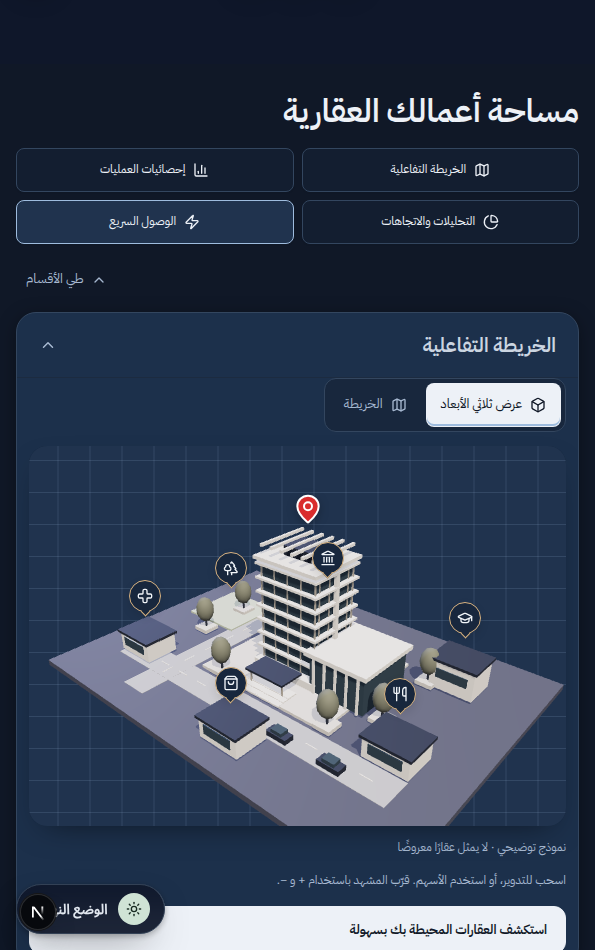 مساحة أعمالك العقارية
الخريطة التفاعلية
إحصائيات العمليات
التحليلات والاتجاهات
الوصول السريع
طي الأقسام
الخريطة التفاعلية
عرض ثلاثي الأبعاد
الخريطة
نموذج توضيحي · لا يمثل عقارًا معروضًا
اسحب للتدوير، أو استخدم الأسهم. قرّب المشهد باستخدام + و −.
استكشف العقارات المحيطة بك بسهولة
الوضع
N